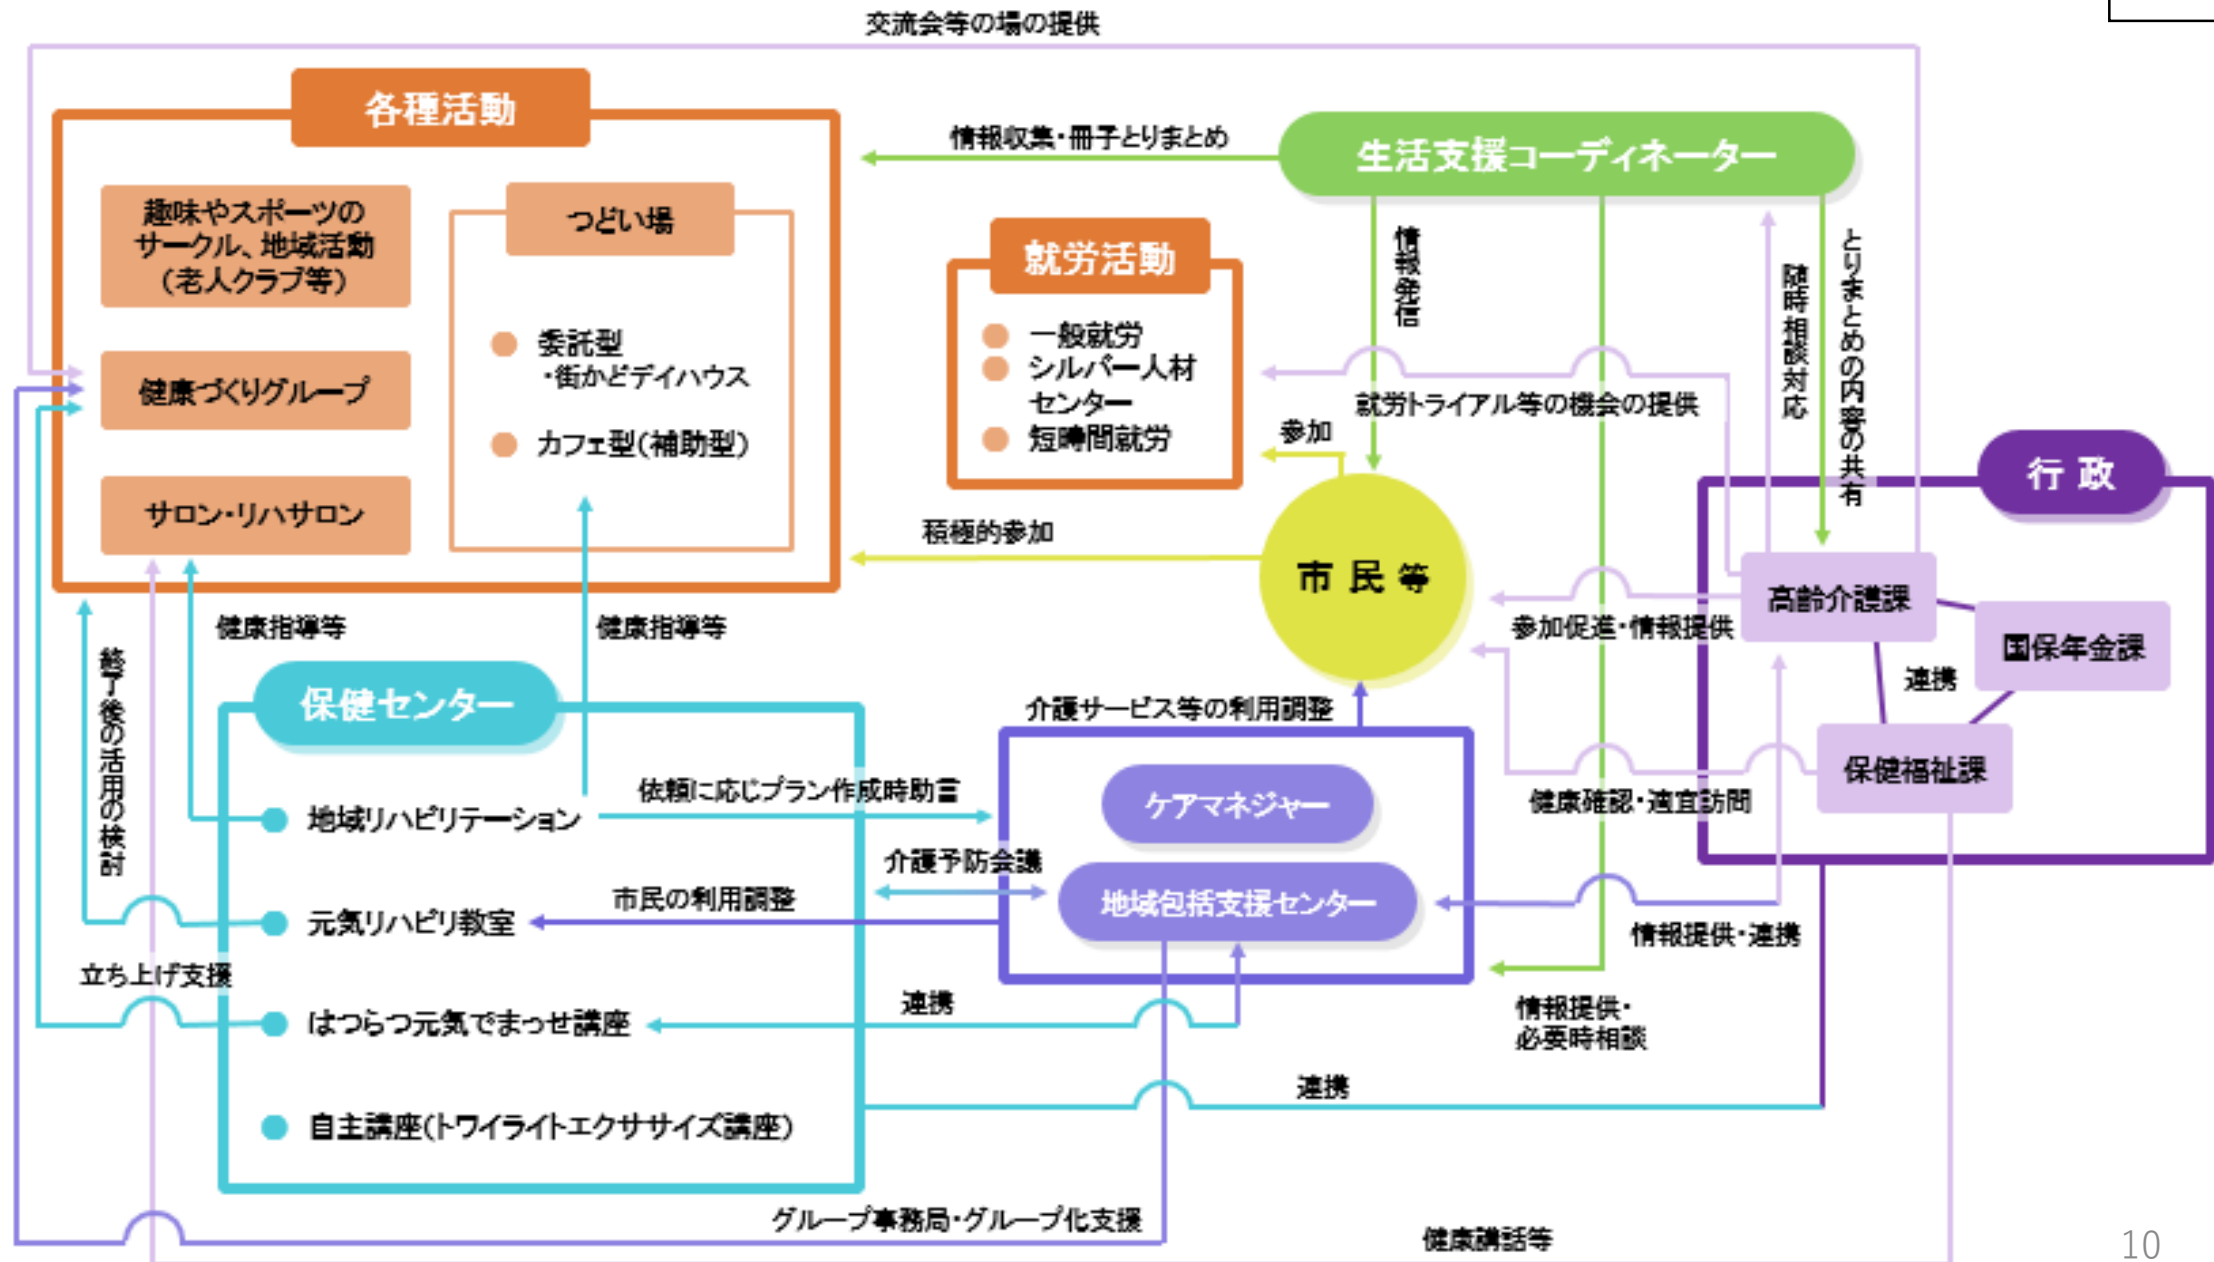 交流会等の場の提供
各種活動
趣味やスポーツの
サークル、地域活動
(老人クラブ等)
健康づくりグループ
サロン・リハサロン
つどい場
委託型
・街かどデイハウス
カフェ型(補助型)
情報収集・冊子とりまとめ
生活支援コーディネーター
就労活動
一般就労
シルバー人材
センター
短時間就労
情報発信
随時相談対応
とりまとめの内容の共有
就労トライアル等の機会の提供
参加
積極的参加
市民等
行政
高齢介護課
国保年金課
連携
保健福祉課
参加促進・情報提供
健康確認・適宜訪問
健康指導等
健康指導等
終了後の活用の検討
保健センター
地域リハビリテーション
元気リハビリ教室
はつらつ元気でまっせ講座
自主講座(トワイライトエクササイズ講座)
立ち上げ支援
依頼に応じプラン作成時助言
介護予防会議
市民の利用調整
連携
介護サービス等の利用調整
ケアマネジャー
地域包括支援センター
情報提供・連携
情報提供・
必要時相談
連携
グループ事務局・グループ化支援
健康講話等
10